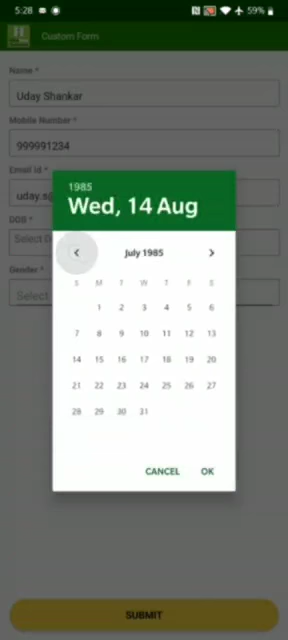 5:28
59%
Custom Form
Name *
Uday Shankar
Mobile Number *
999991234
Email Id *
uday.s@
DOB *
Select D
Gender *
Select
1985
Wed, 14 Aug
July 1985
S M T W T F S
1 2 3 4 5 6
7 8 9 10 11 12 13
14 15 16 17 18 19 20
21 22 23 24 25 26 27
28 29 30 31
CANCEL OK
SUBMIT